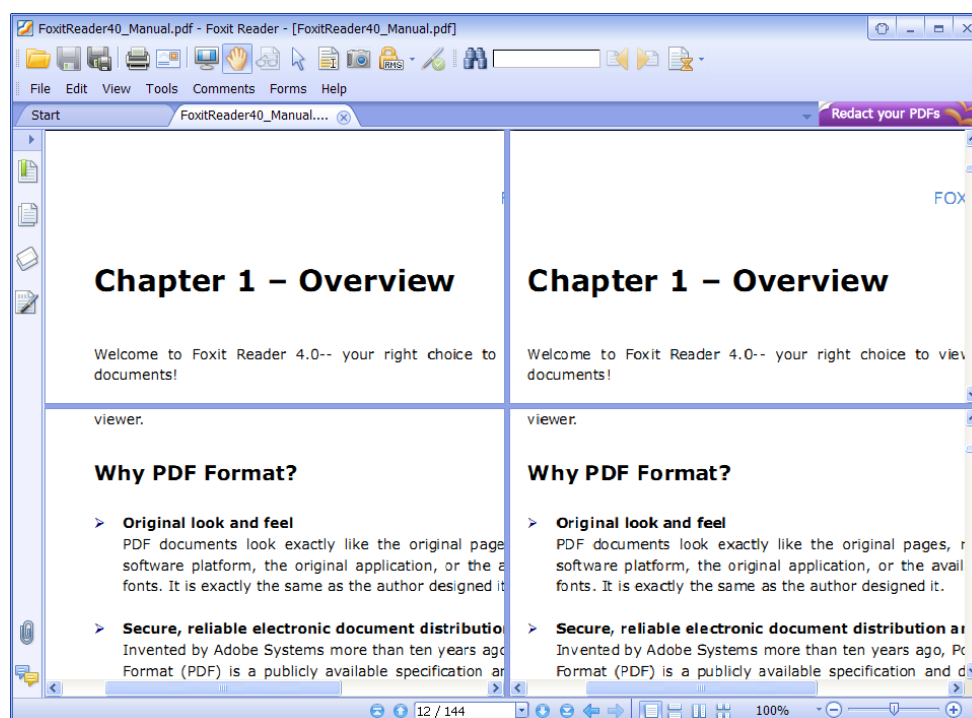 FoxitReader40_Manual.pdf - Foxit Reader - [FoxitReader40_Manual.pdf]
RMS
File Edit View Tools Comments Forms Help
Start FoxitReader40_Manual.... Redact your PDFs
FOX
Chapter 1 – Overview
Welcome to Foxit Reader 4.0-- your right choice to
documents!
Chapter 1 – Overview
Welcome to Foxit Reader 4.0-- your right choice to view
documents!
viewer.
Why PDF Format?
➢ Original look and feel
PDF documents look exactly like the original page
software platform, the original application, or the a
fonts. It is exactly the same as the author designed it
➢ Secure, reliable electronic document distribution
Invented by Adobe Systems more than ten years ago
Format (PDF) is a publicly available specification an
viewer.
Why PDF Format?
➢ Original look and feel
PDF documents look exactly like the original pages, r
software platform, the original application, or the avail
fonts. It is exactly the same as the author designed it.
➢ Secure, reliable electronic document distribution an
Invented by Adobe Systems more than ten years ago, Po
Format (PDF) is a publicly available specification and d
12 / 144 100%